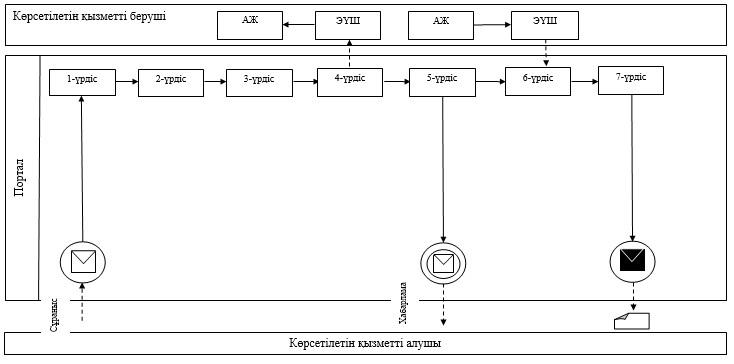 Көрсетілетін қызметті беруші
АЖ
ЭҮШ
АЖ
ЭҮШ
1-үрдіс
2-үрдіс
3-үрдіс
4-үрдіс
5-үрдіс
6-үрдіс
7-үрдіс
Портал
Сұраныс
Хабарлама
Көрсетілетін қызметті алушы